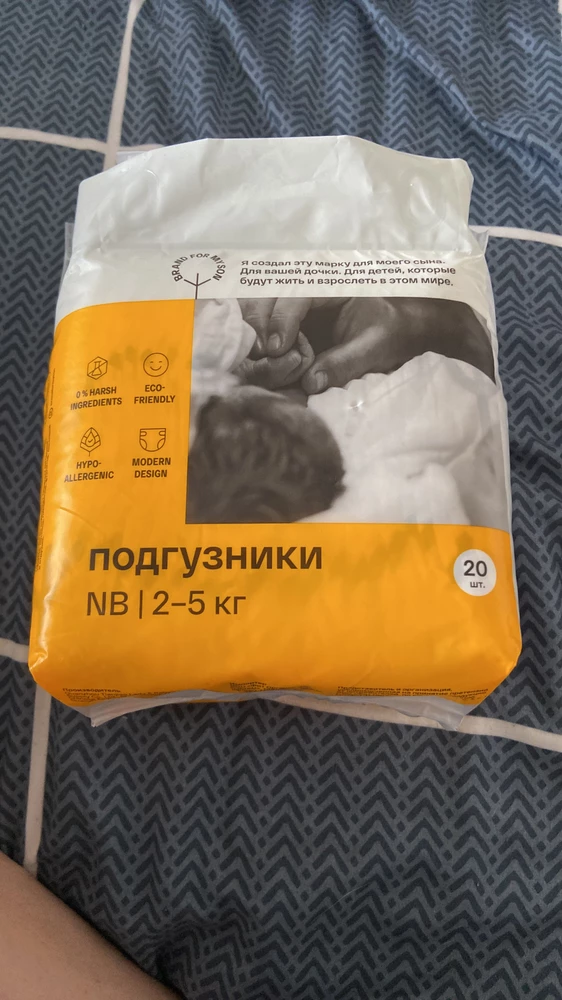 BRAND FOR MY SON
Я создал эту марку для моего сына.
Для вашей дочки. Для детей, которые
будут жить и взрослеть в этом мире.
0 % HARSH
INGREDIENTS
ECO-
FRIENDLY
HYPO-
ALLERGENIC
MODERN
DESIGN
подгузники
NB | 2–5 кг
20
шт.
Производитель